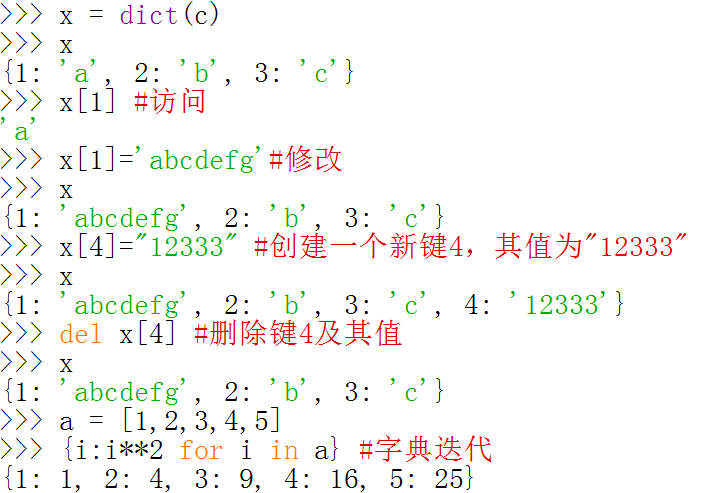 >>> x = dict(c)
>>> x
{1: 'a', 2: 'b', 3: 'c'}
>>> x[1] #访问
'a'
>>> x[1]='abcdefg'#修改
>>> x
{1: 'abcdefg', 2: 'b', 3: 'c'}
>>> x[4]="12333" #创建一个新键4，其值为"12333"
>>> x
{1: 'abcdefg', 2: 'b', 3: 'c', 4: '12333'}
>>> del x[4] #删除键4及其值
>>> x
{1: 'abcdefg', 2: 'b', 3: 'c'}
>>> a = [1,2,3,4,5]
>>> {i:i**2 for i in a} #字典迭代
{1: 1, 2: 4, 3: 9, 4: 16, 5: 25}